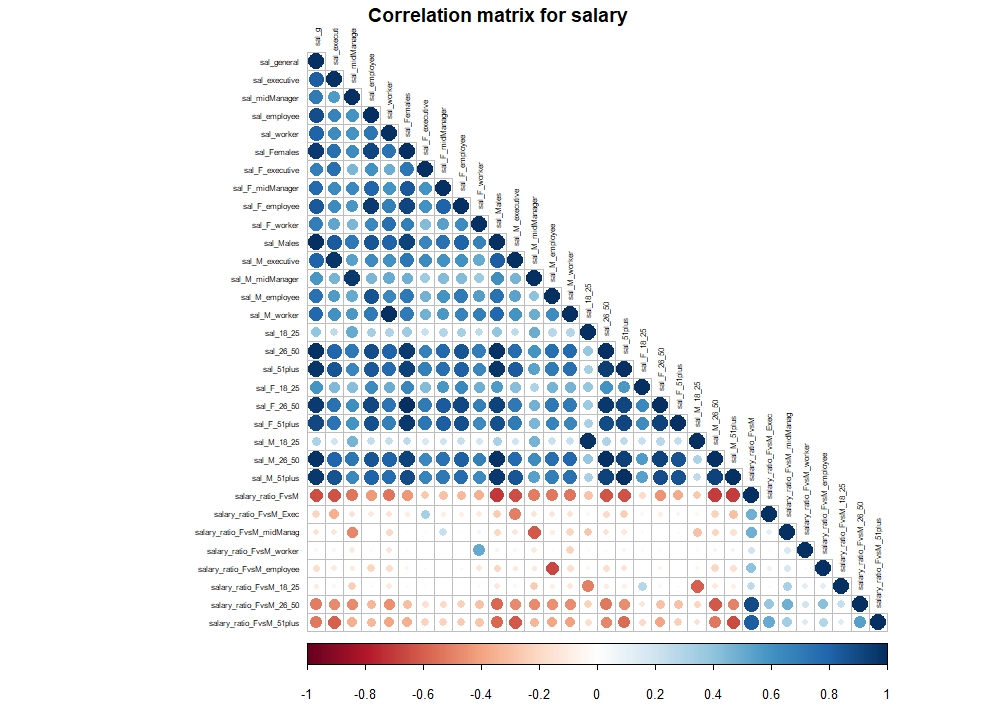 Correlation matrix for salary
sal_g
sal_executi
sal_midManage
sal_employee
sal_worker
sal_Females
sal_F_executive
sal_F_midManager
sal_F_employee
sal_F_worker
sal_Males
sal_M_executive
sal_M_midManager
sal_M_employee
sal_M_worker
sal_18_25
sal_26_50
sal_51plus
sal_F_18_25
sal_F_26_50
sal_F_51plus
sal_M_18_25
sal_M_26_50
sal_M_51plus
salary_ratio_FvsM
salary_ratio_FvsM_Exec
salary_ratio_FvsM_midManag
salary_ratio_FvsM_worker
salary_ratio_FvsM_employee
salary_ratio_FvsM_18_25
salary_ratio_FvsM_26_50
salary_ratio_FvsM_51plus
sal_general
sal_executive
sal_midManager
sal_employee
sal_worker
sal_Females
sal_F_executive
sal_F_midManager
sal_F_employee
sal_F_worker
sal_Males
sal_M_executive
sal_M_midManager
sal_M_employee
sal_M_worker
sal_18_25
sal_26_50
sal_51plus
sal_F_18_25
sal_F_26_50
sal_F_51plus
sal_M_18_25
sal_M_26_50
sal_M_51plus
salary_ratio_FvsM
salary_ratio_FvsM_Exec
salary_ratio_FvsM_midManag
salary_ratio_FvsM_worker
salary_ratio_FvsM_employee
salary_ratio_FvsM_18_25
salary_ratio_FvsM_26_50
salary_ratio_FvsM_51plus
-1 -0.8 -0.6 -0.4 -0.2 0 0.2 0.4 0.6 0.8 1